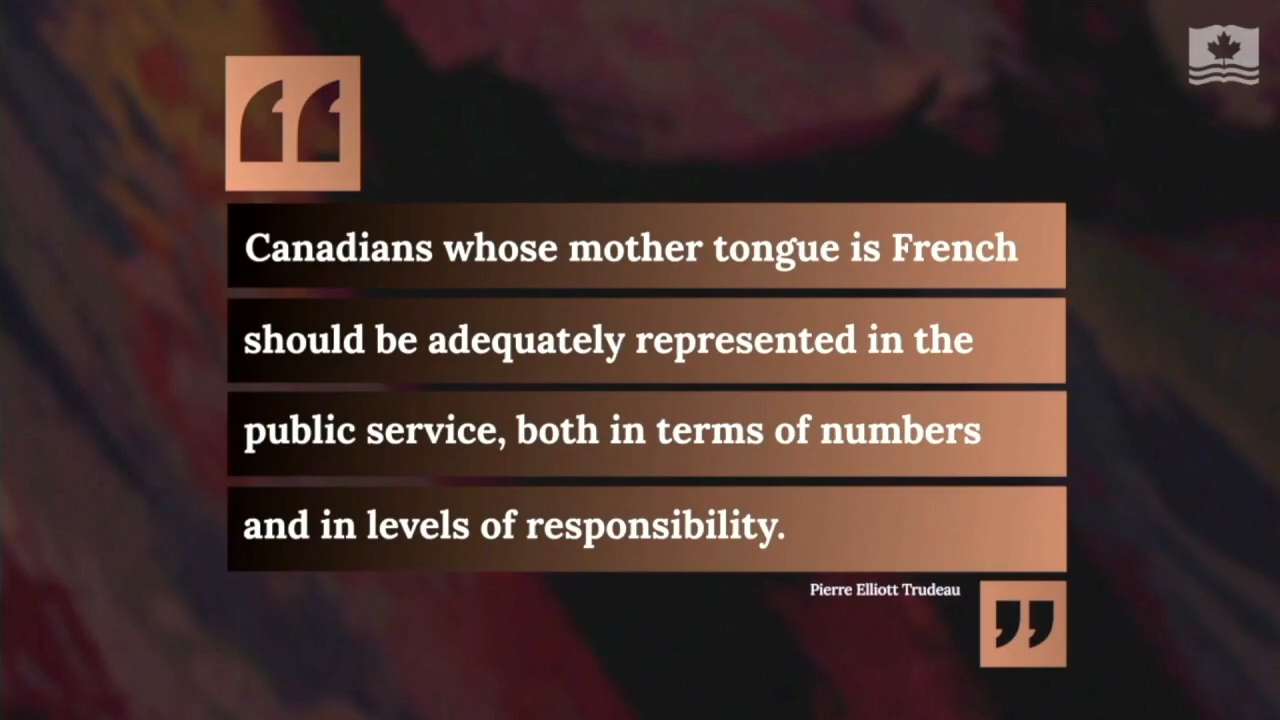 “
Canadians whose mother tongue is French
should be adequately represented in the
public service, both in terms of numbers
and in levels of responsibility.
Pierre Elliott Trudeau
”